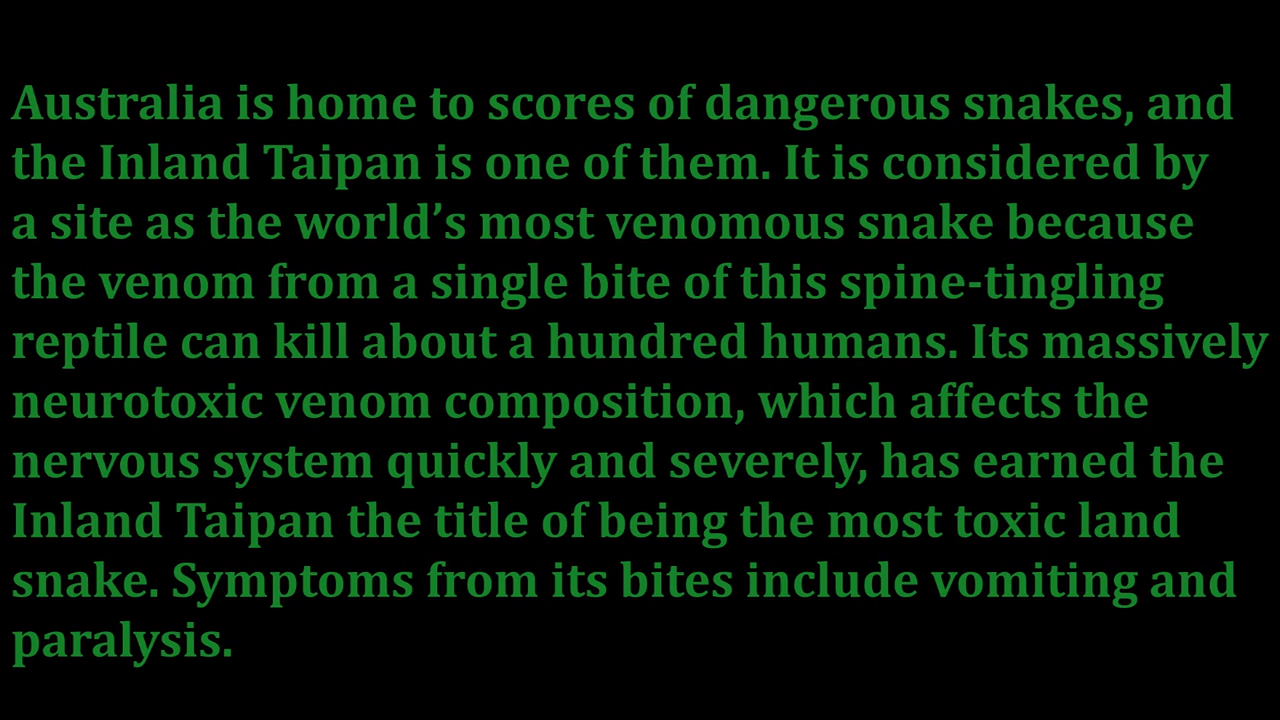 Australia is home to scores of dangerous snakes, and
the Inland Taipan is one of them. It is considered by
a site as the world’s most venomous snake because
the venom from a single bite of this spine-tingling
reptile can kill about a hundred humans. Its massively
neurotoxic venom composition, which affects the
nervous system quickly and severely, has earned the
Inland Taipan the title of being the most toxic land
snake. Symptoms from its bites include vomiting and
paralysis.